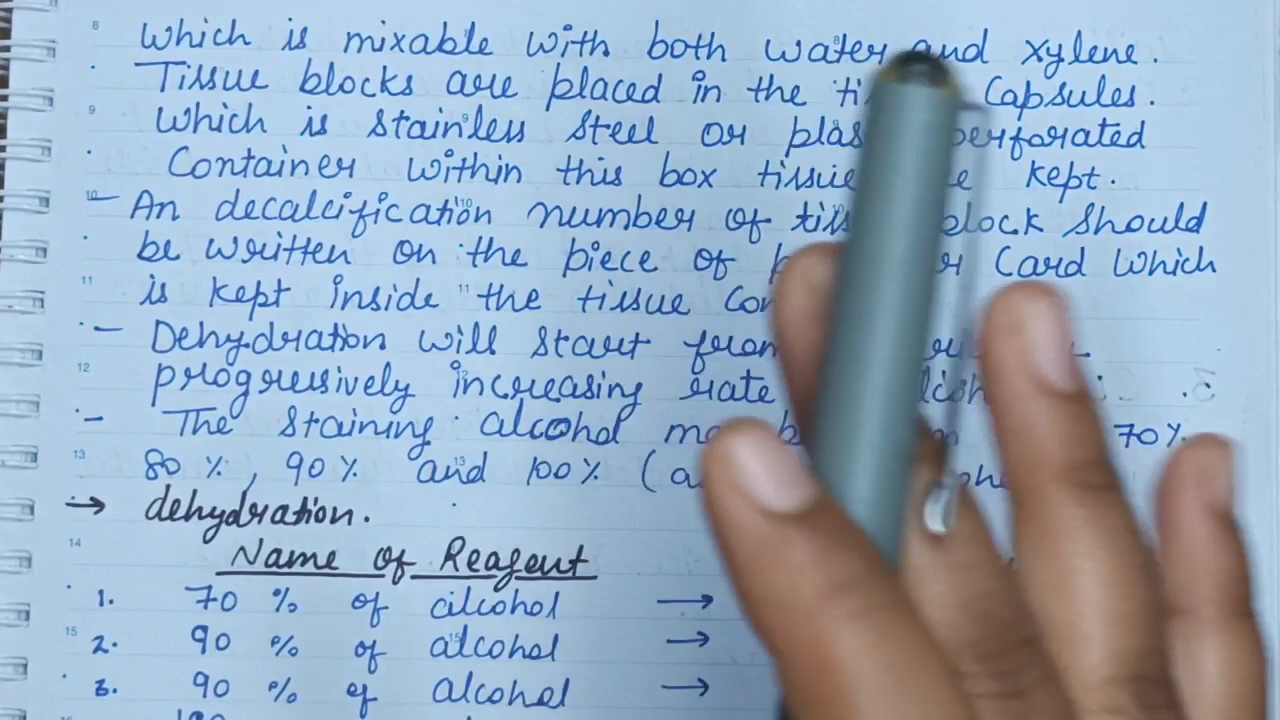 which is mixable with both water and xylene.
Tissue blocks are placed in the Capsules.
which is stainless steel or perforated
Container within this box tissue kept.
- An decalcification number of block should
be written on the piece of Card which
is kept inside the tissue
- Dehydration will start from
progressively increasing rate
- The staining alcohol 70%
80%, 90% and 100% (
→ dehydration.
Name of Reagent
1. 70 % of alcohol →
2. 90 % of alcohol →
3. 90 % of alcohol →